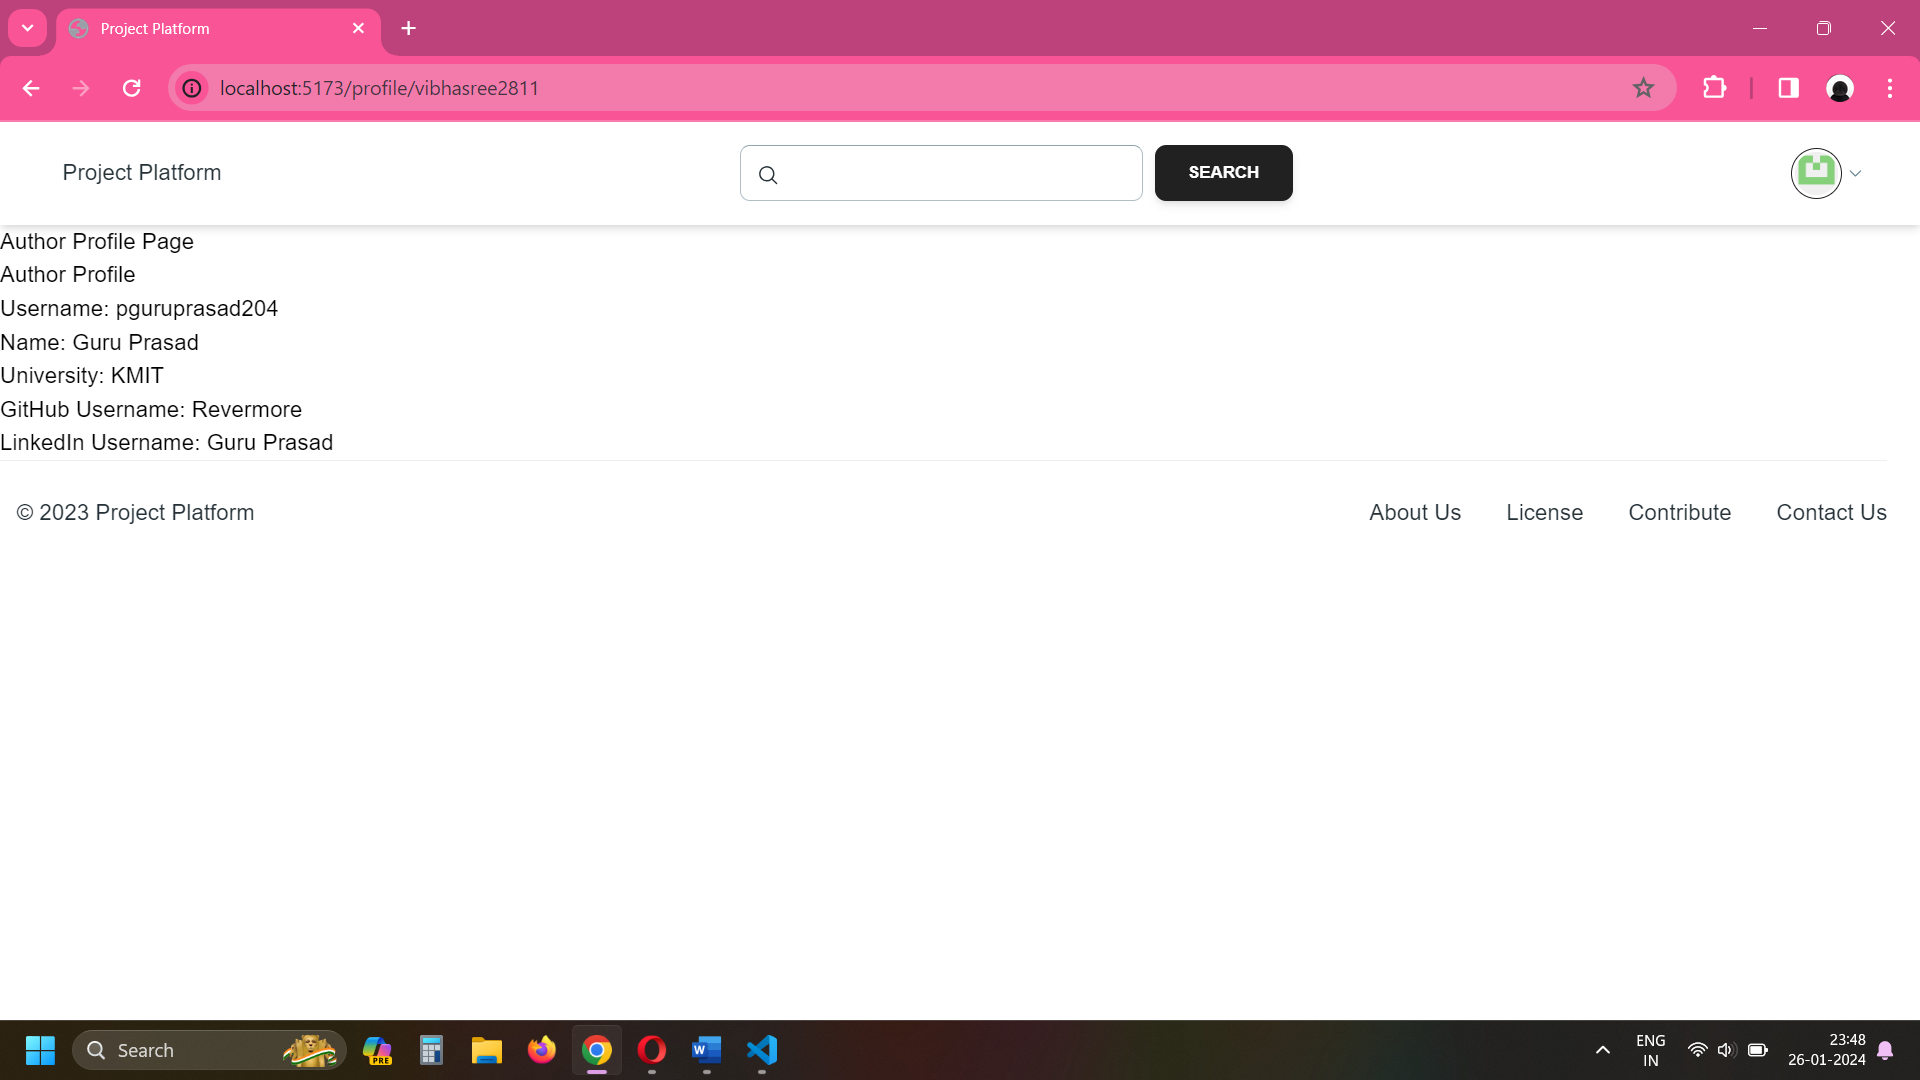 Project Platform
localhost:5173/profile/vibhasree2811
Project Platform
SEARCH
Author Profile Page
Author Profile
Username: pguruprasad204
Name: Guru Prasad
University: KMIT
GitHub Username: Revermore
LinkedIn Username: Guru Prasad
© 2023 Project Platform
About Us
License
Contribute
Contact Us
Search
PRE
W
ENG
IN
23:48
26-01-2024